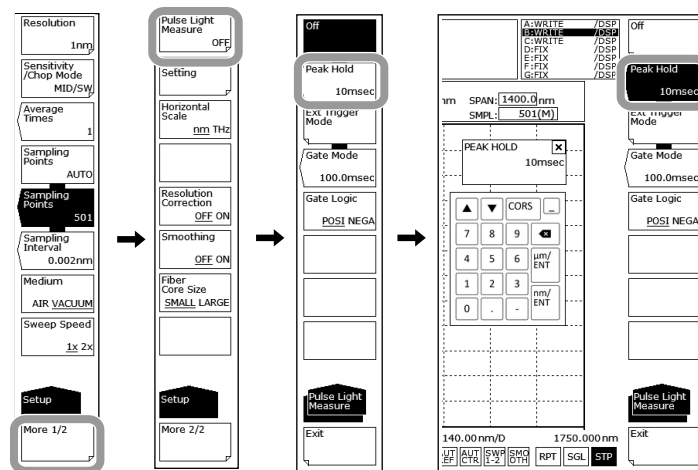 Resolution
1nm
Sensitivity
/Chop Mode
MID/SW
Average
Times
1
Sampling
Points
AUTO
Sampling
Points
501
Sampling
Interval
0.002nm
Medium
AIR VACUUM
Sweep Speed
1x 2x
Setup
More 1/2
Pulse Light
Measure
OFF
Setting
Horizontal
Scale
nm THz
Resolution
Correction
OFF ON
Smoothing
OFF ON
Fiber
Core Size
SMALL LARGE
Setup
More 2/2
Off
Peak Hold
10msec
Ext Trigger
Mode
Gate Mode
100.0msec
Gate Logic
POSI NEGA
Pulse Light
Measure
Exit
A:WRITE /DSP
B:WRITE /DSP
C:WRITE /DSP
D:FIX /DSP
E:FIX /DSP
F:FIX /DSP
G:FIX /DSP
nm SPAN: 1400.0 nm
SMPL: 501(M)
PEAK HOLD
10msec
CORS _
7 8 9
4 5 6 µm/
ENT
1 2 3 nm/
ENT
0 . -
140.00nm/D 1750.000nm
AUT
CTR
SWP
1-2
SMO
OTH
RPT SGL STP
Off
Peak Hold
10msec
Ext Trigger
Mode
Gate Mode
100.0msec
Gate Logic
POSI NEGA
Pulse Light
Measure
Exit